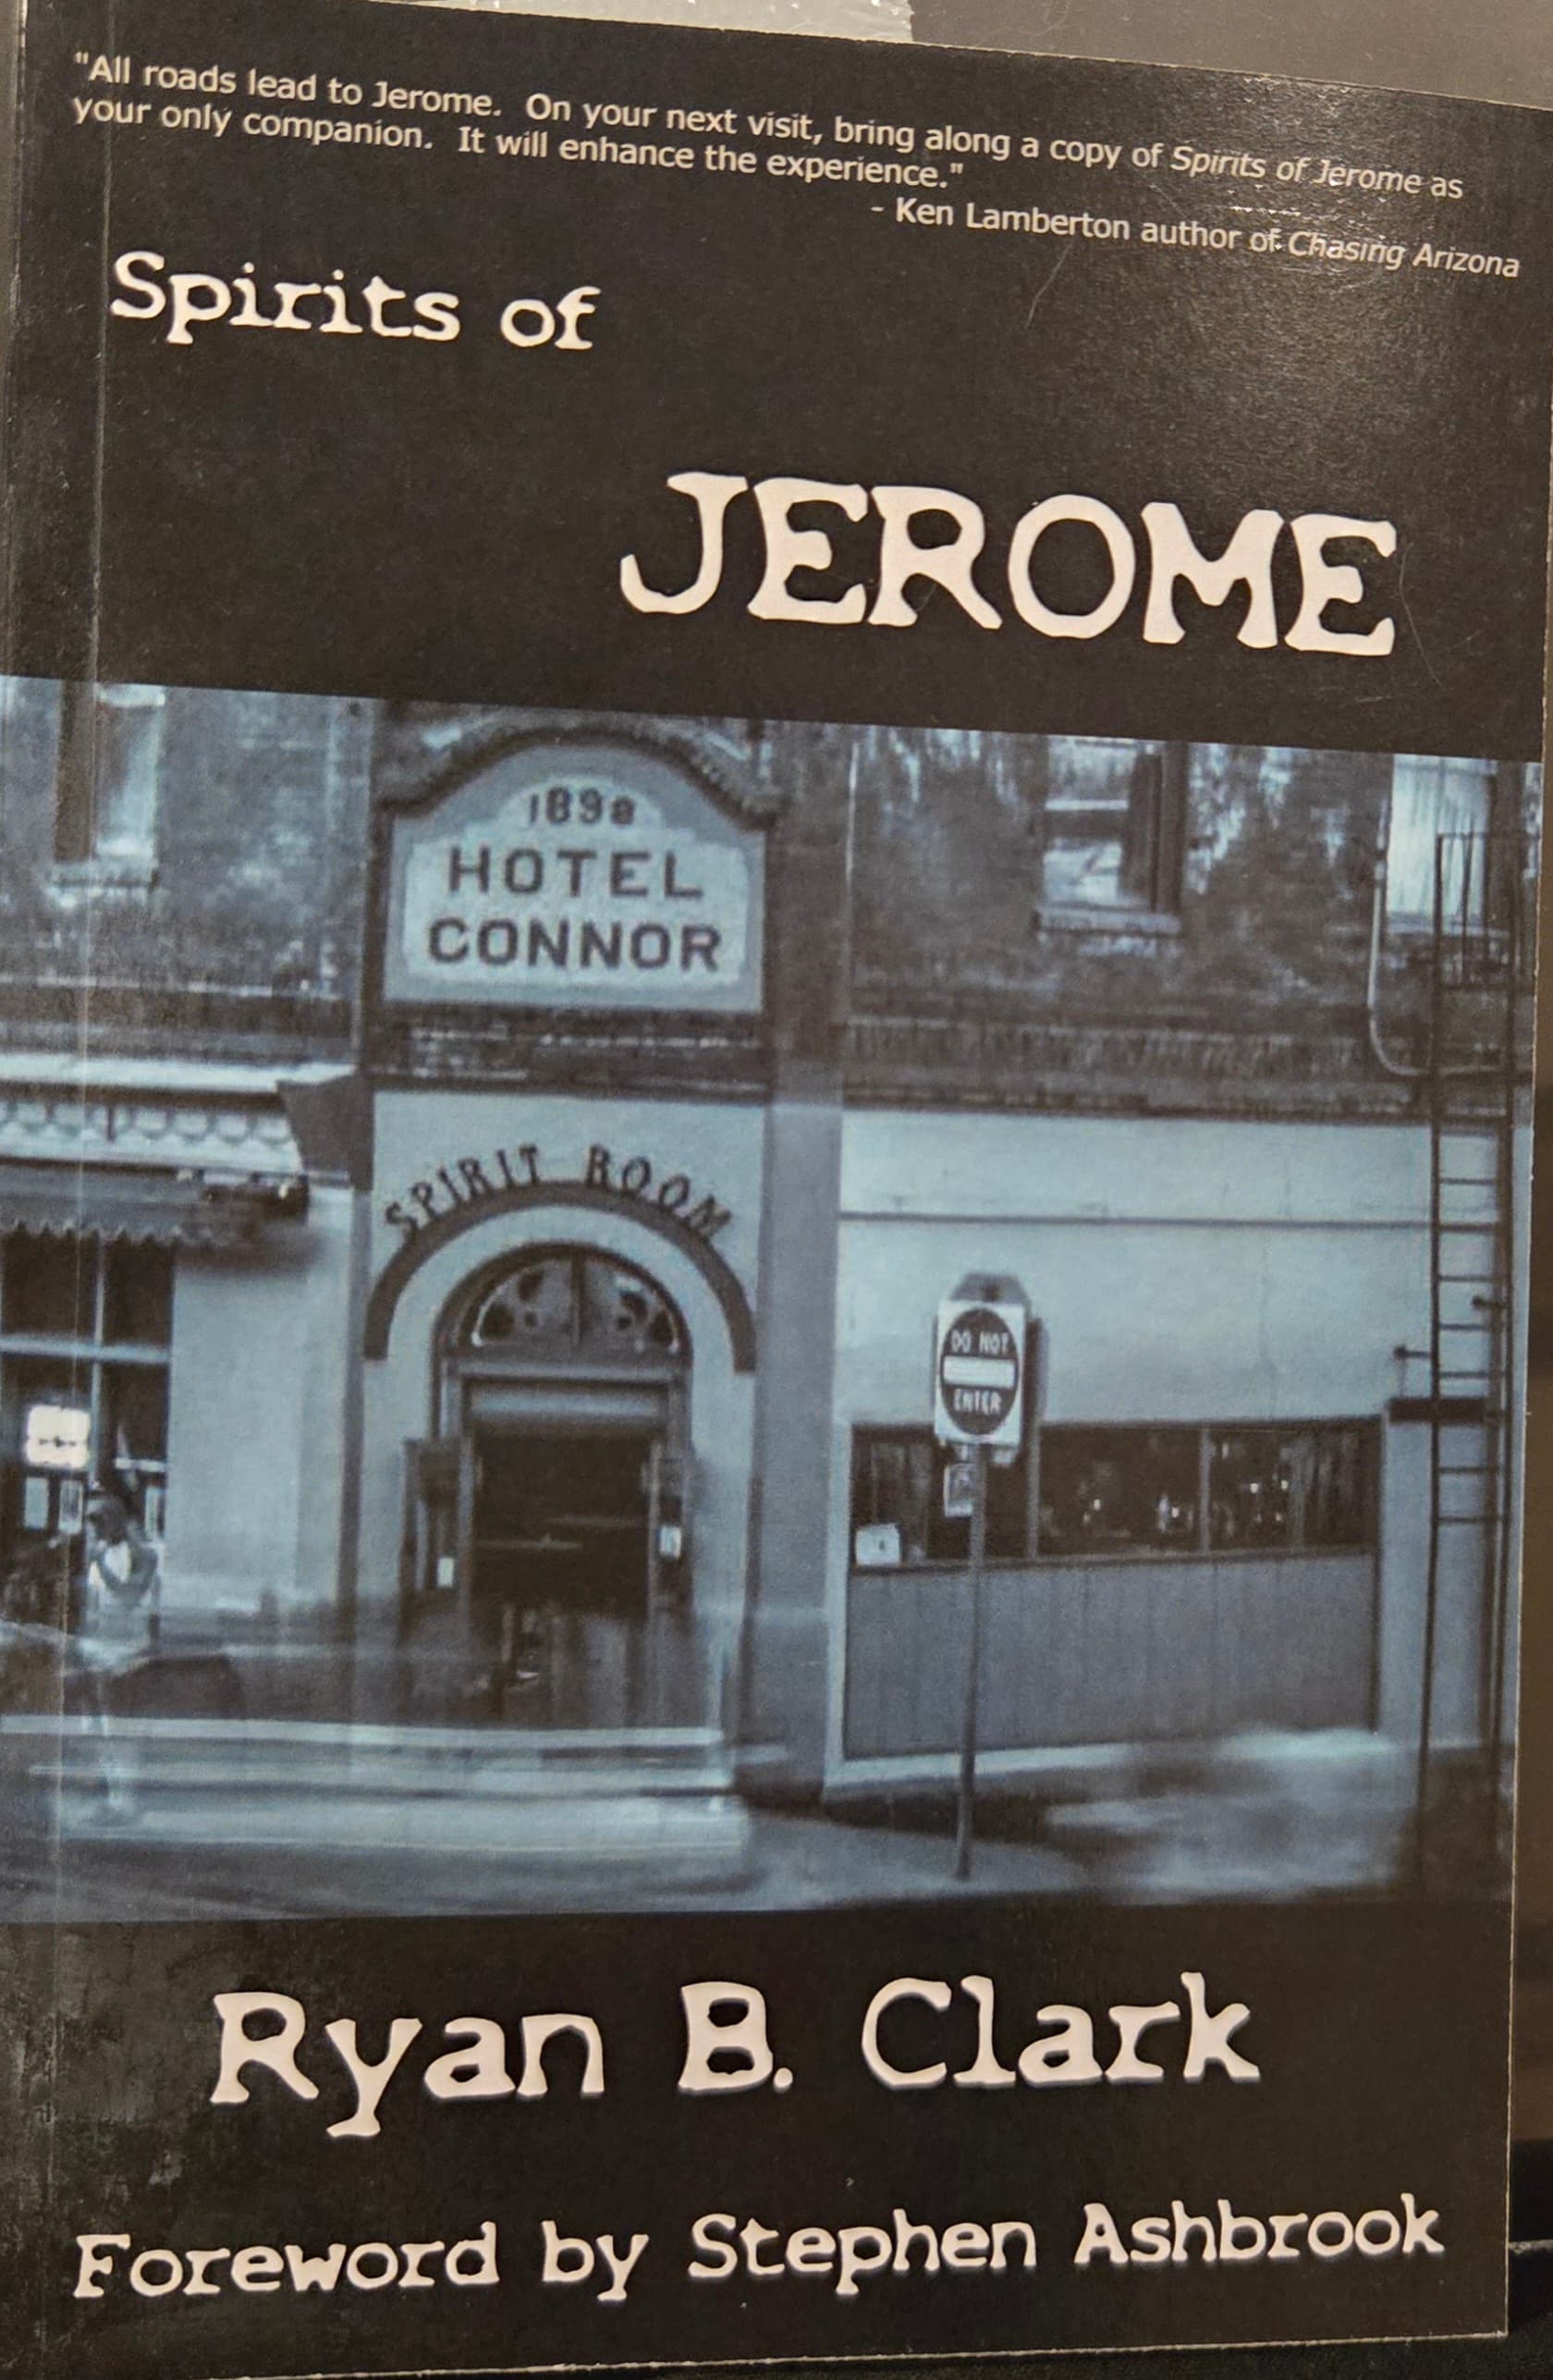 "All roads lead to Jerome. On your next visit, bring along a copy of Spirits of Jerome as
your only companion. It will enhance the experience."
- Ken Lamberton author of Chasing Arizona
Spirits of
JEROME
1898
HOTEL
CONNOR
SPIRIT ROOM
DO NOT
ENTER
Ryan B. Clark
Foreword by Stephen Ashbrook